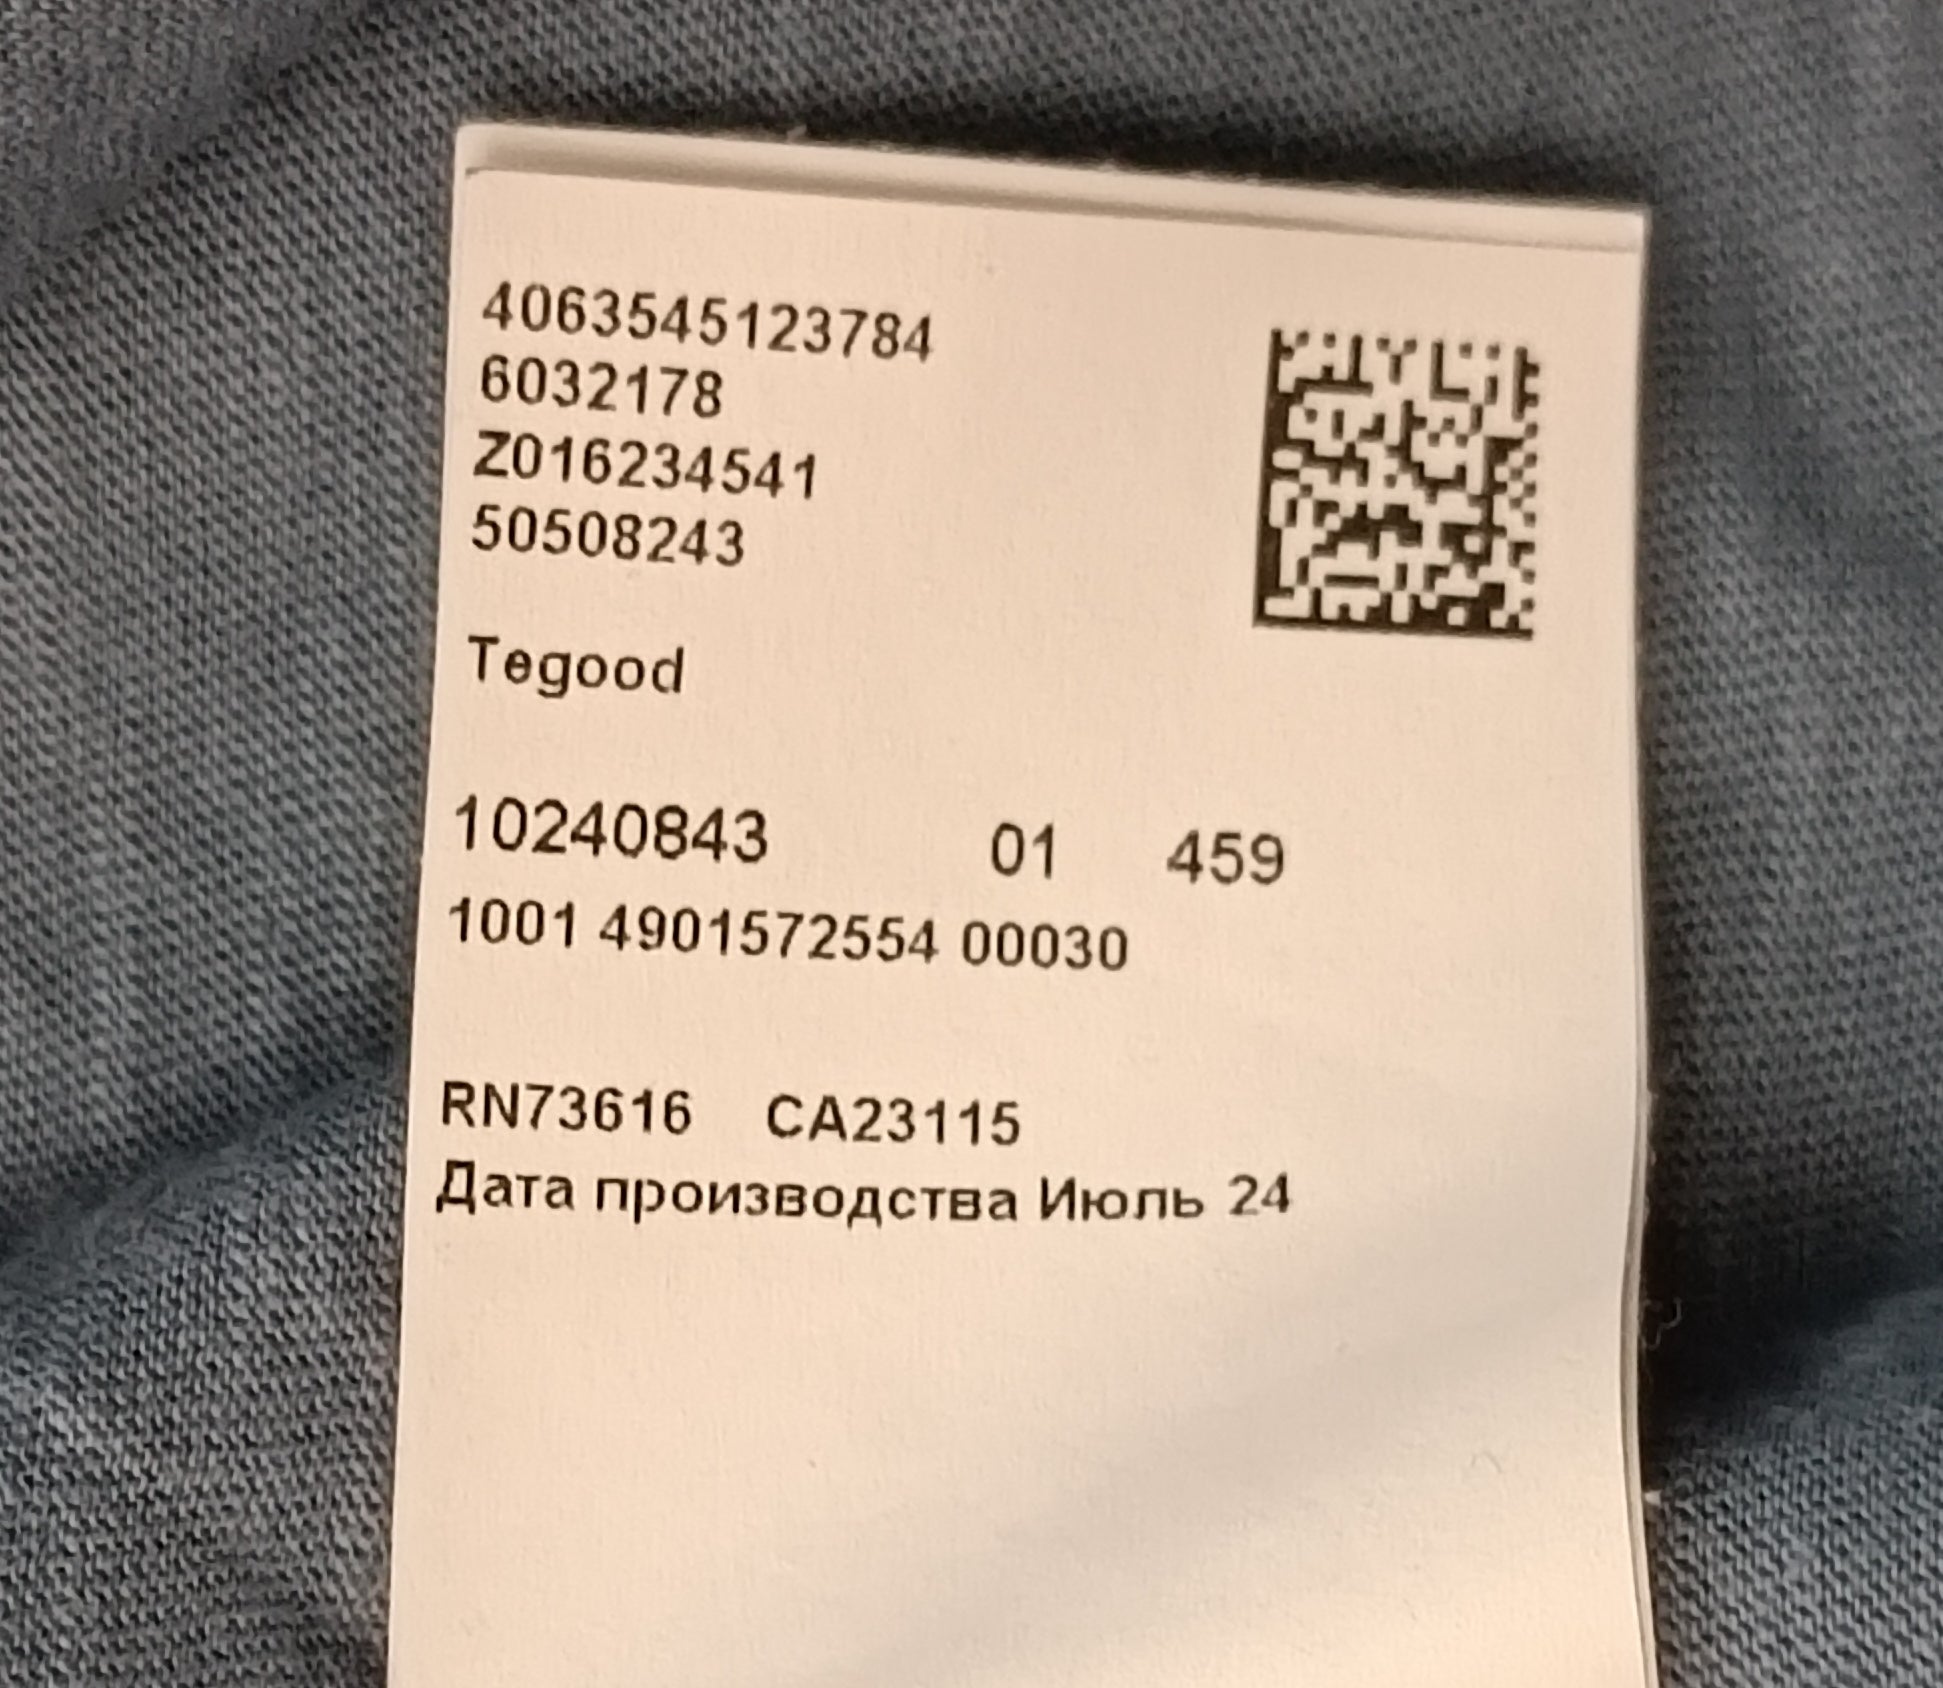 4063545123784
6032178
Z016234541
50508243
Tegood
10240843 01 459
1001 4901572554 00030
RN73616 CA23115
Дата производства Июль 24